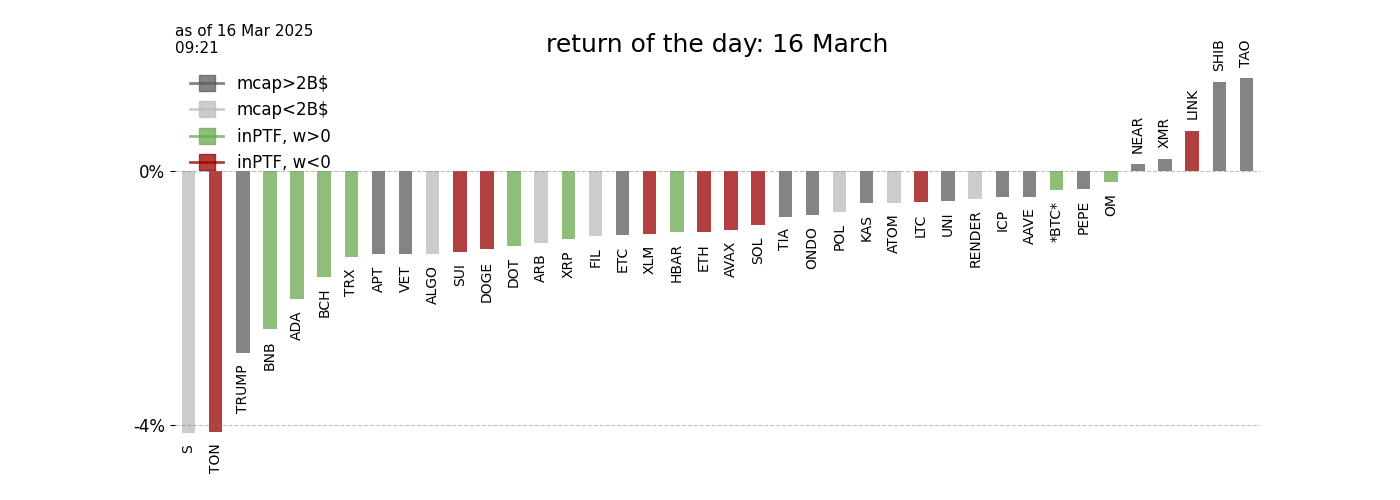 as of 16 Mar 2025
09:21
return of the day: 16 March
mcap>2B$
mcap<2B$
inPTF, w>0
inPTF, w<0
0%
-4%
S
TON
TRUMP
BNB
ADA
BCH
TRX
APT
VET
ALGO
SUI
DOGE
DOT
ARB
XRP
FIL
ETC
XLM
HBAR
ETH
AVAX
SOL
TIA
ONDO
POL
KAS
ATOM
LTC
UNI
RENDER
ICP
AAVE
*BTC*
PEPE
OM
NEAR
XMR
LINK
SHIB
TAO